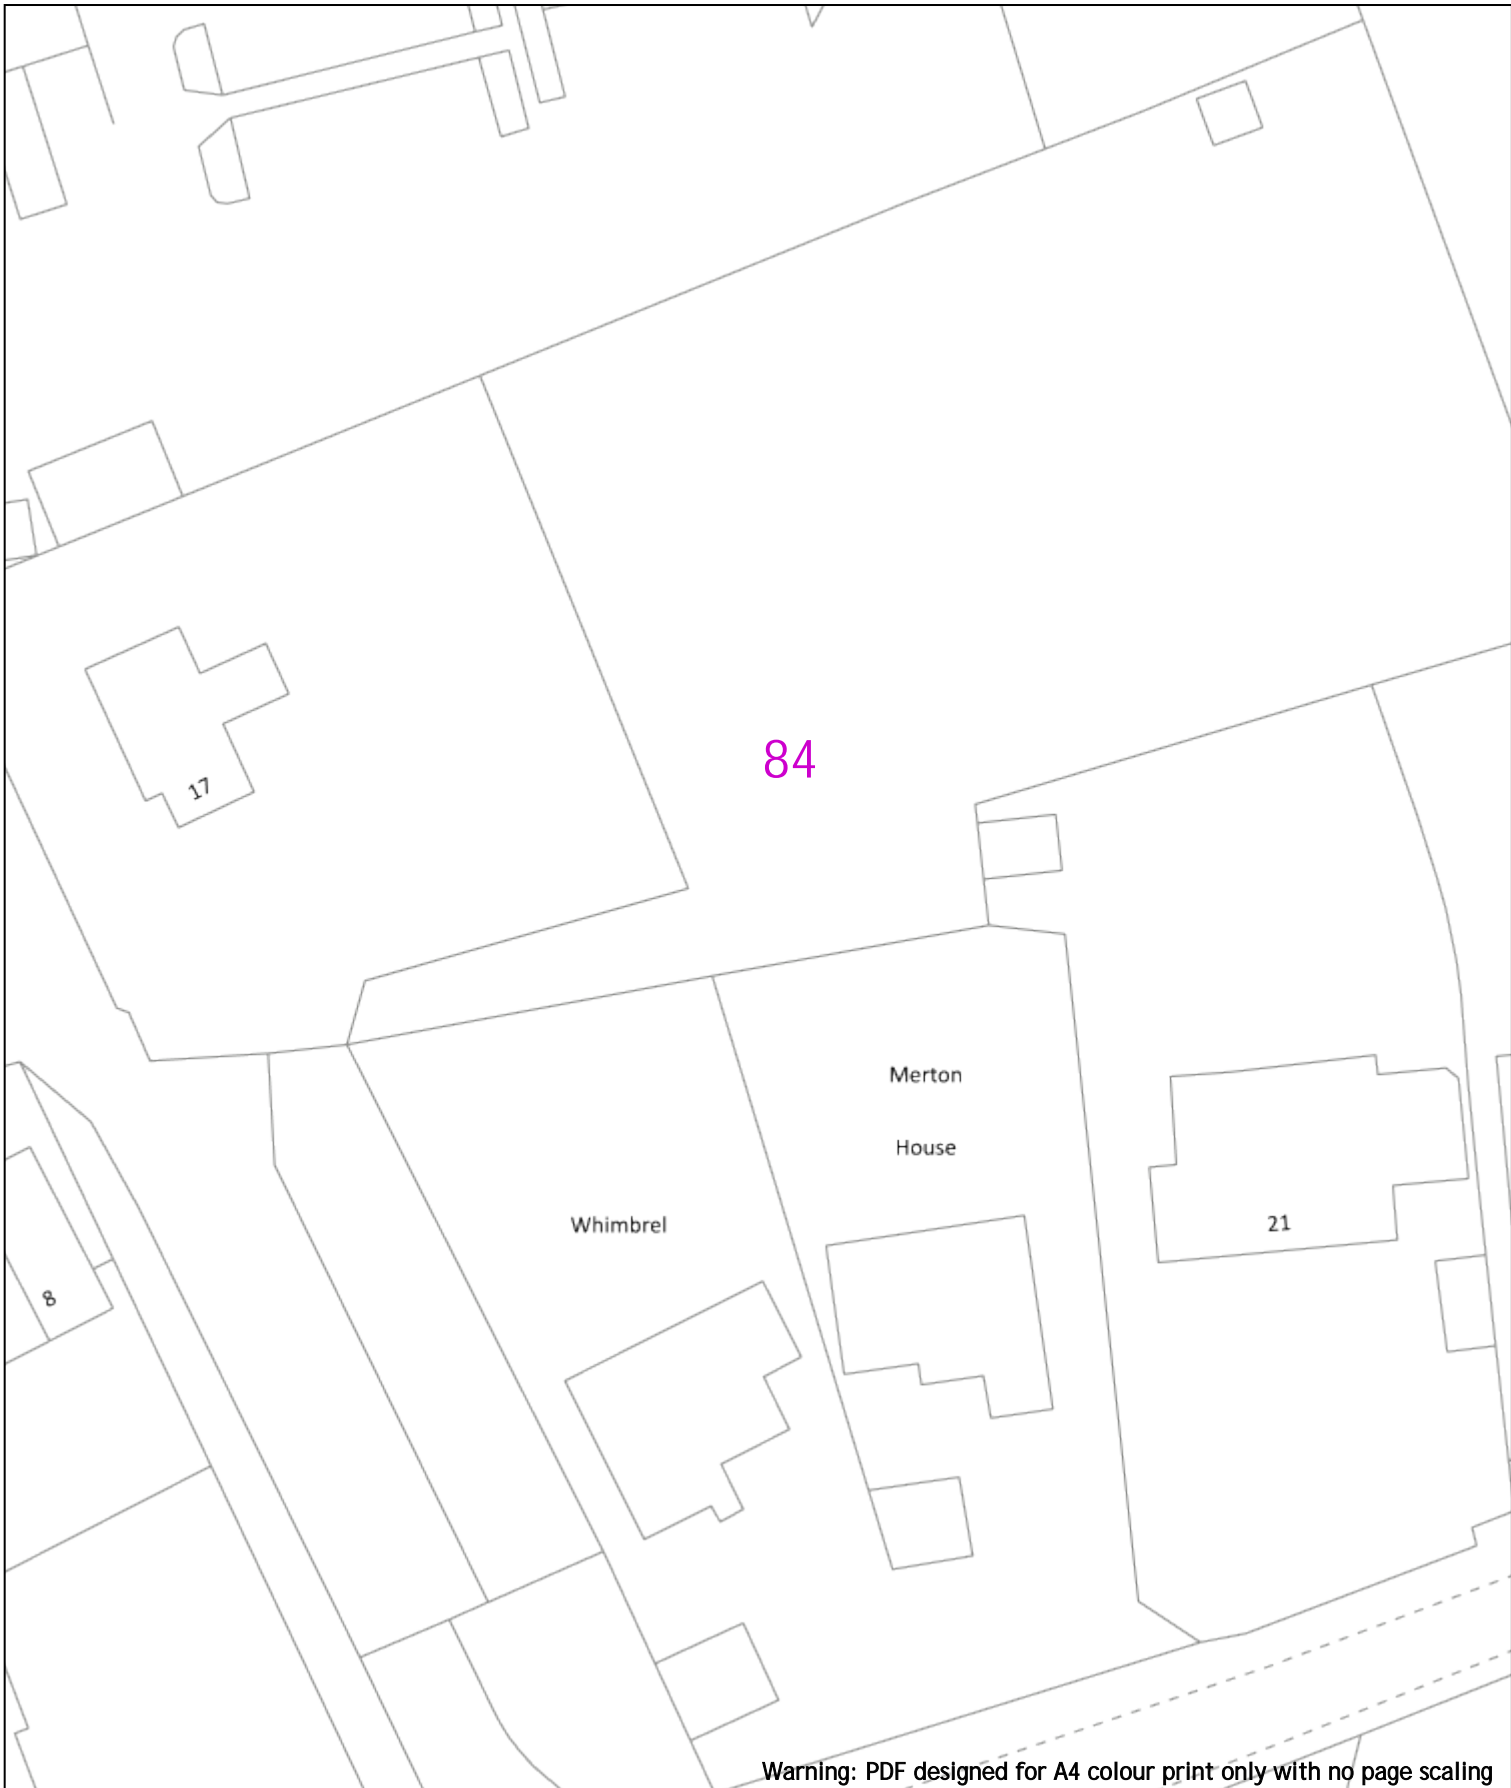 84
17
Merton
House
Whimbrel
21
8
Warning: PDF designed for A4 colour print only with no page scaling